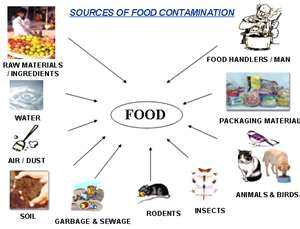 SOURCES OF FOOD CONTAMINATION
RAW MATERIALS
/ INGREDIENTS
FOOD HANDLERS / MAN
WATER
FOOD
PACKAGING MATERIAL
AIR / DUST
ANIMALS & BIRDS
SOIL
GARBAGE & SEWAGE
RODENTS
INSECTS